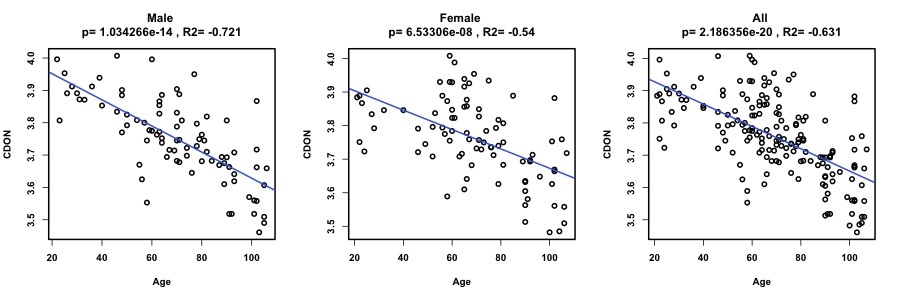 Male
p= 1.034266e-14 , R2= -0.721
CDON
4.0
3.9
3.8
3.7
3.6
3.5
20 40 60 80 100
Age
Female
p= 6.53306e-08 , R2= -0.54
CDON
4.0
3.9
3.8
3.7
3.6
3.5
20 40 60 80 100
Age
All
p= 2.186356e-20 , R2= -0.631
CDON
4.0
3.9
3.8
3.7
3.6
3.5
20 40 60 80 100
Age